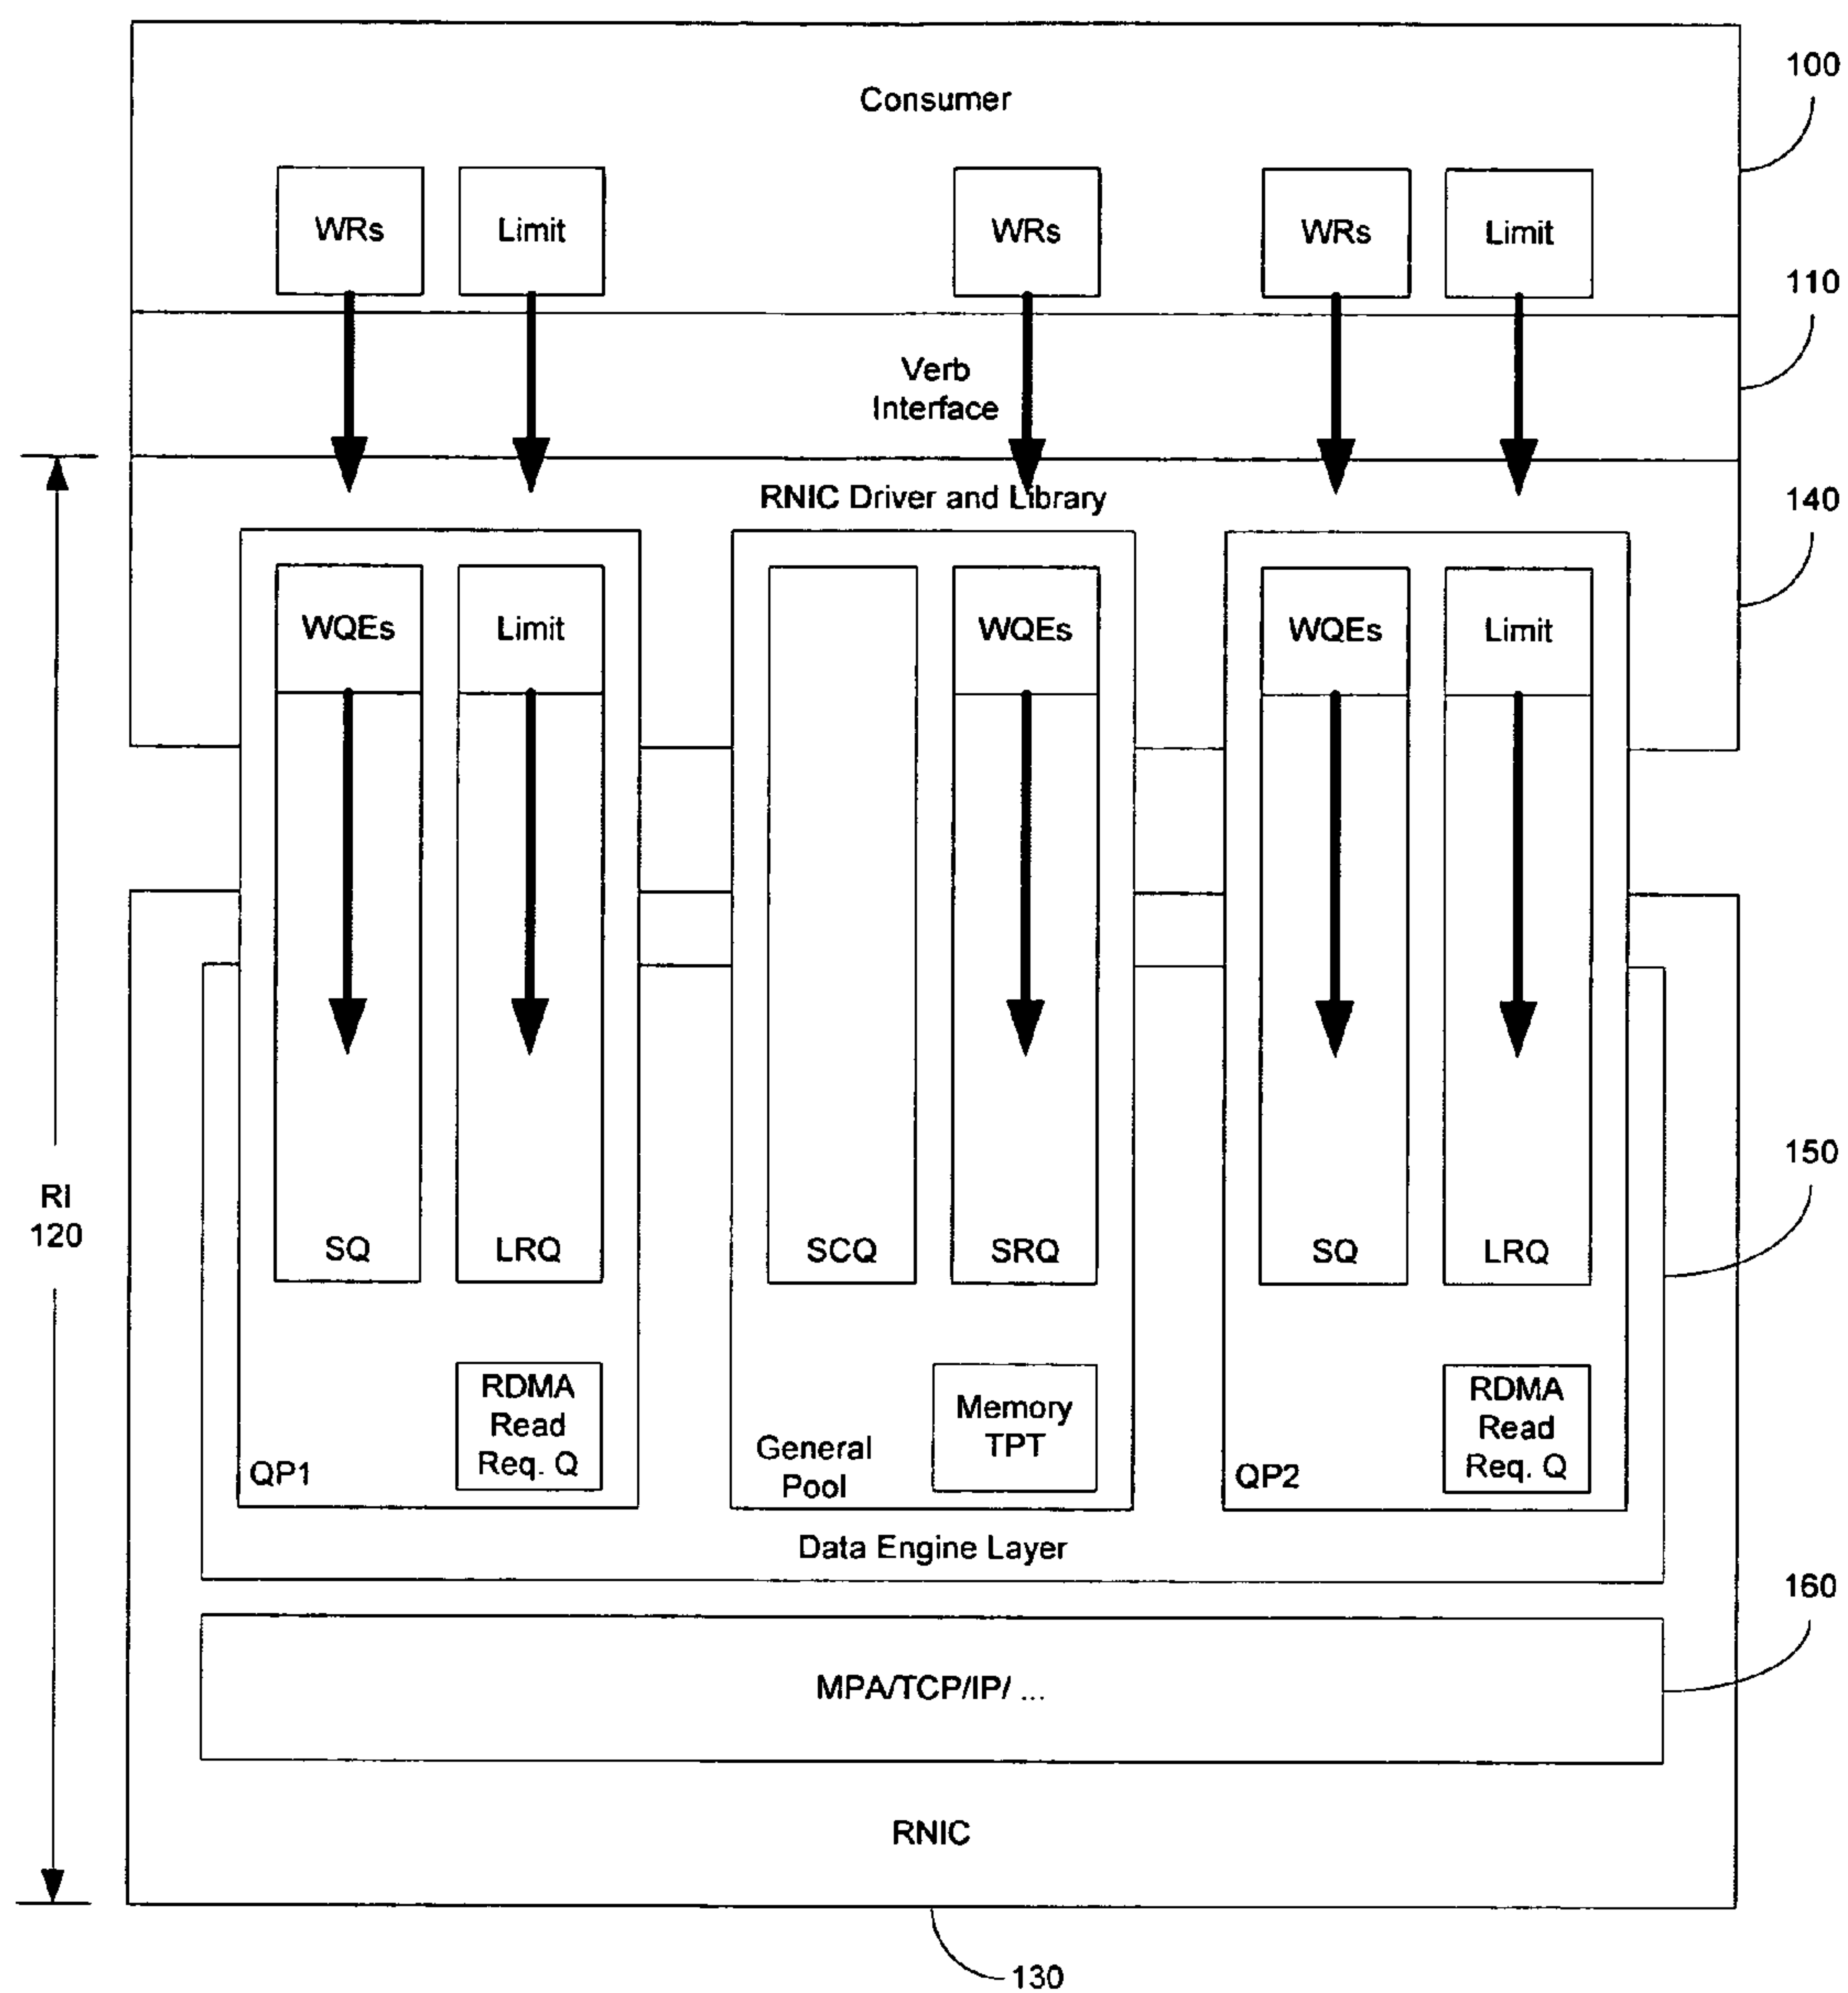 100
Consumer
WRs
Limit
WRs
WRs
Limit
110
Verb
Interface
RNIC Driver and Library
140
WQEs
Limit
WQEs
WQEs
Limit
150
RI
120
SQ
LRQ
SCQ
SRQ
SQ
LRQ
RDMA
Read
Req. Q
QP1
General
Pool
Memory
TPT
RDMA
Read
Req. Q
QP2
Data Engine Layer
160
MPA/TCP/IP/ ...
RNIC
130